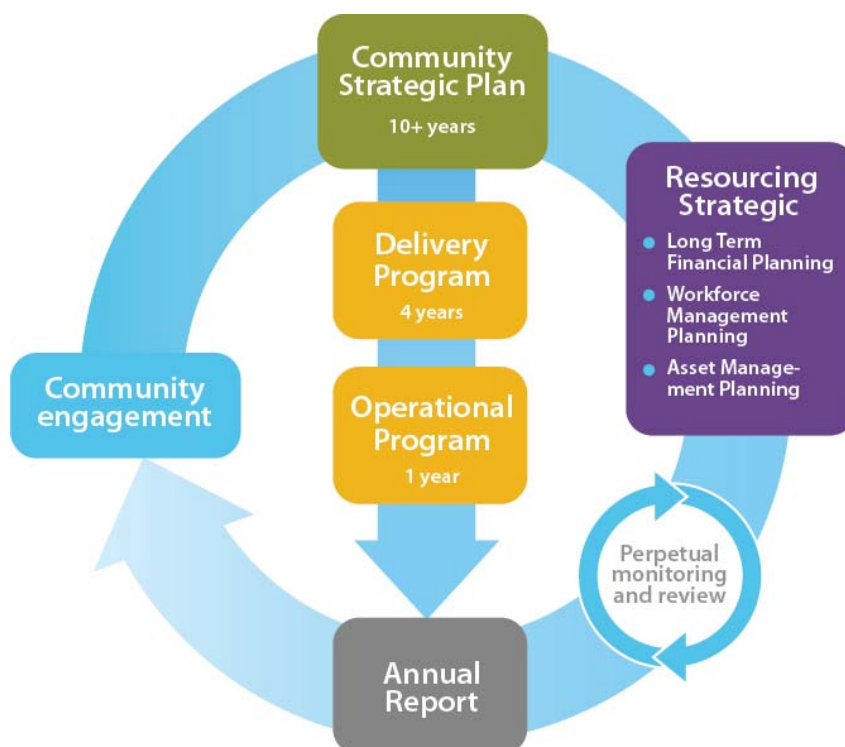 Community
Strategic Plan
10+ years
Resourcing
Strategic
Long Term
Financial Planning
Workforce
Management
Planning
Asset Manage-
ment Planning
Delivery
Program
4 years
Community
engagement
Operational
Program
1 year
Perpetual
monitoring
and review
Annual
Report